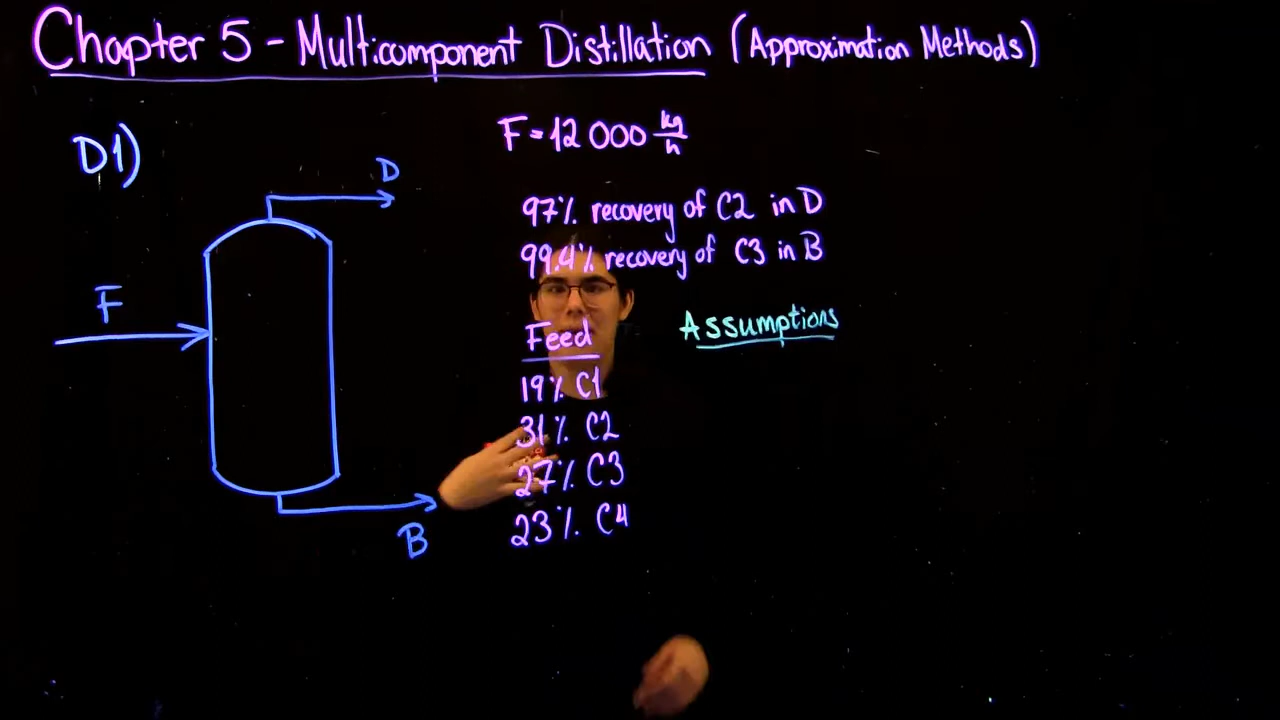 Chapter 5 - Multicomponent Distillation (Approximation Methods)
D1)
D
F
B
F = 12 000 kg/h
97% recovery of C2 in D
99.4% recovery of C3 in B
Feed
19% C1
31% C2
27% C3
23% C4
Assumptions